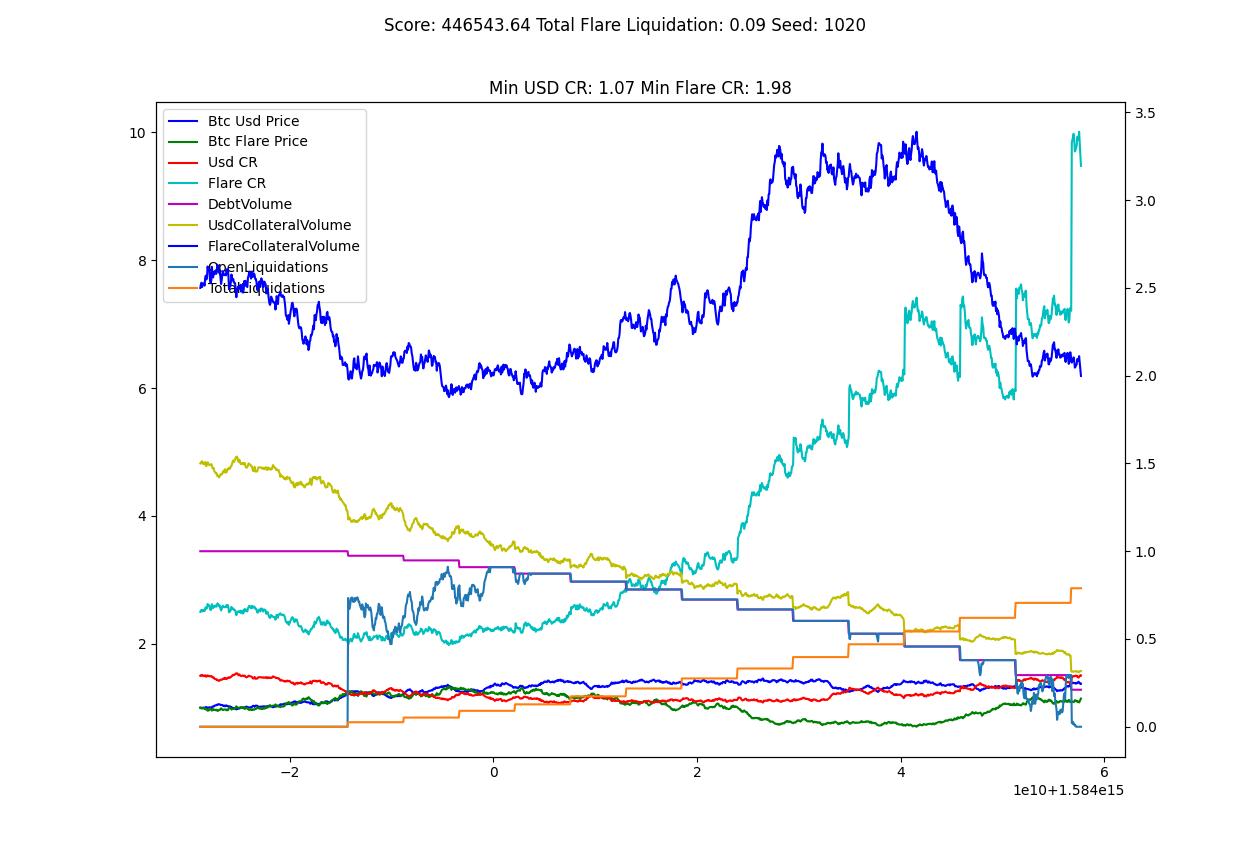 Score: 446543.64 Total Flare Liquidation: 0.09 Seed: 1020
Min USD CR: 1.07 Min Flare CR: 1.98
Btc Usd Price
Btc Flare Price
Usd CR
Flare CR
DebtVolume
UsdCollateralVolume
FlareCollateralVolume
OpenLiquidations
TotalLiquidations
10
8
6
4
2
3.5
3.0
2.5
2.0
1.5
1.0
0.5
0.0
−2 0 2 4 6
1e10+1.584e15